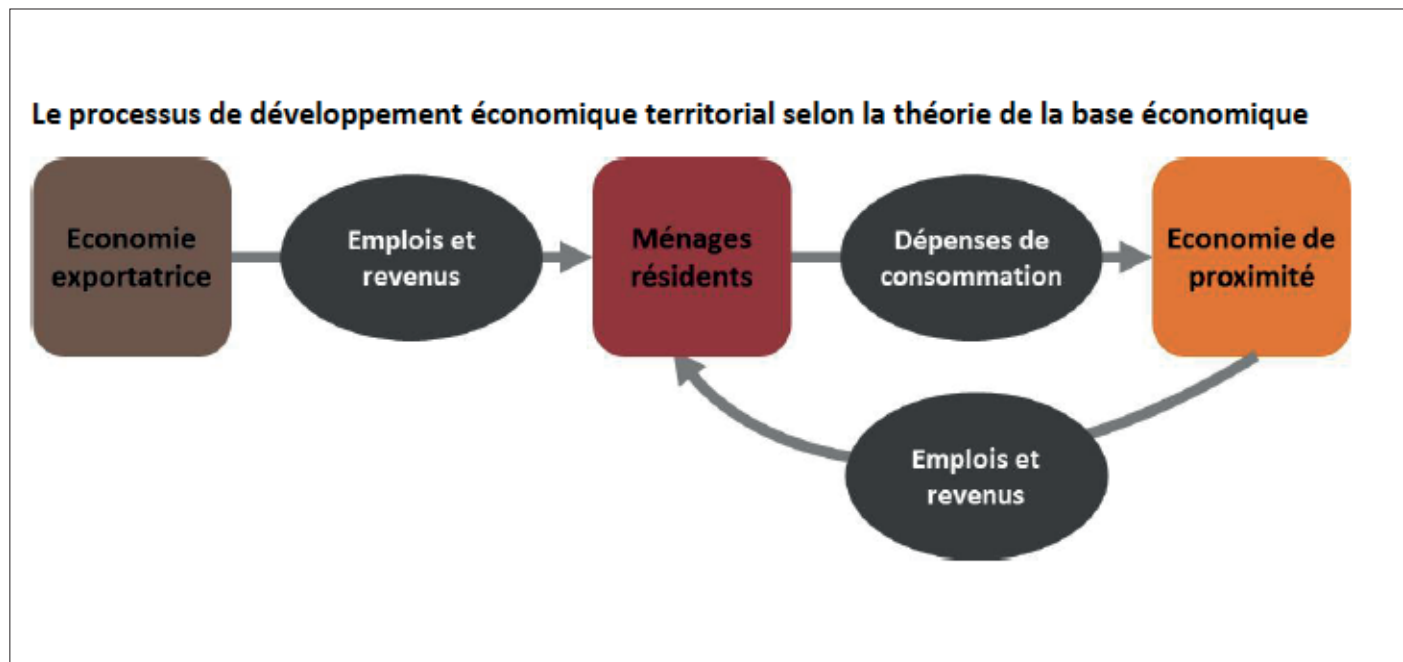 Le processus de développement économique territorial selon la théorie de la base économique
Economie
exportatrice
Emplois et
revenus
Ménages
résidents
Dépenses de
consommation
Economie de
proximité
Emplois et
revenus